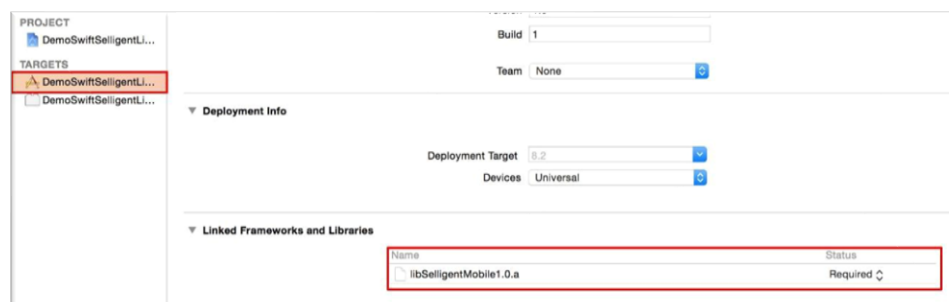 PROJECT
DemoSwiftSelligentLi...
TARGETS
DemoSwiftSelligentLi...
DemoSwiftSelligentLi...
Build 1
Team None
Deployment Info
Deployment Target 8.2
Devices Universal
Linked Frameworks and Libraries
Name Status
libSelligentMobile1.0.a Required